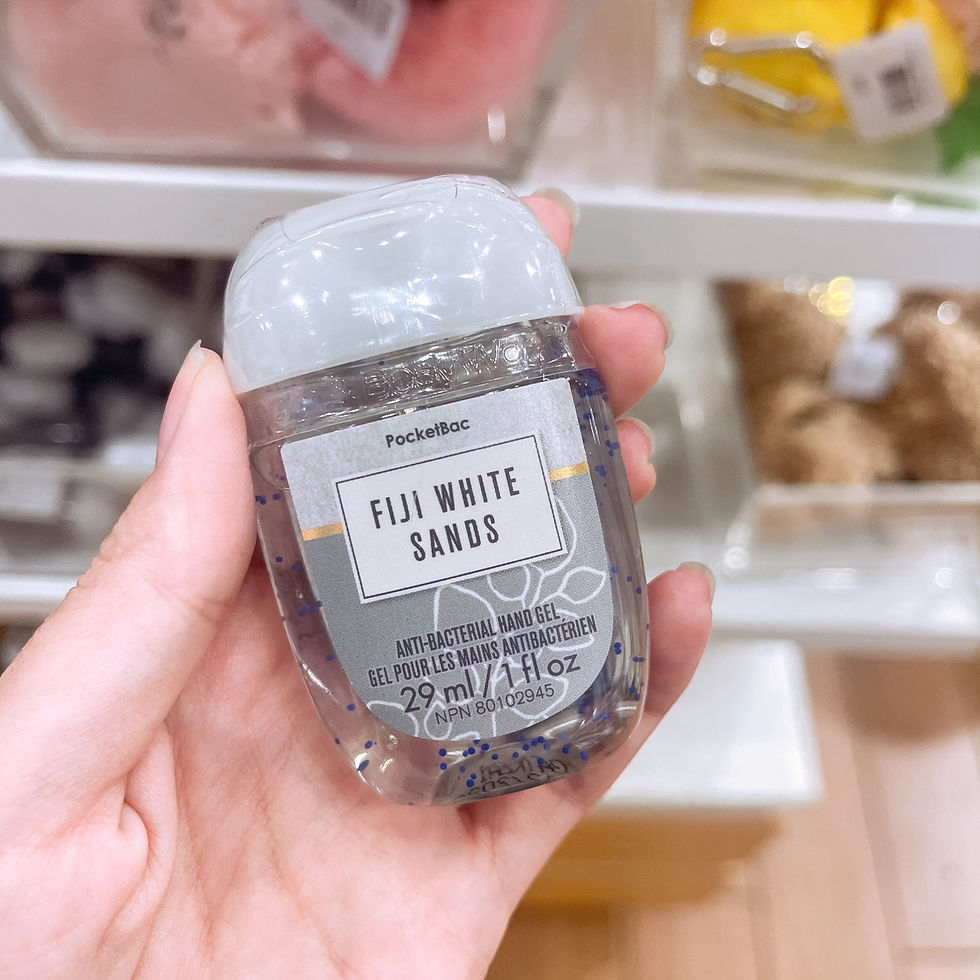 PocketBac
FIJI WHITE
SANDS
ANTI-BACTERIAL HAND GEL
GEL POUR LES MAINS ANTIBACTÉRIEN
29 ml / 1 fl oz
NPN 80102945